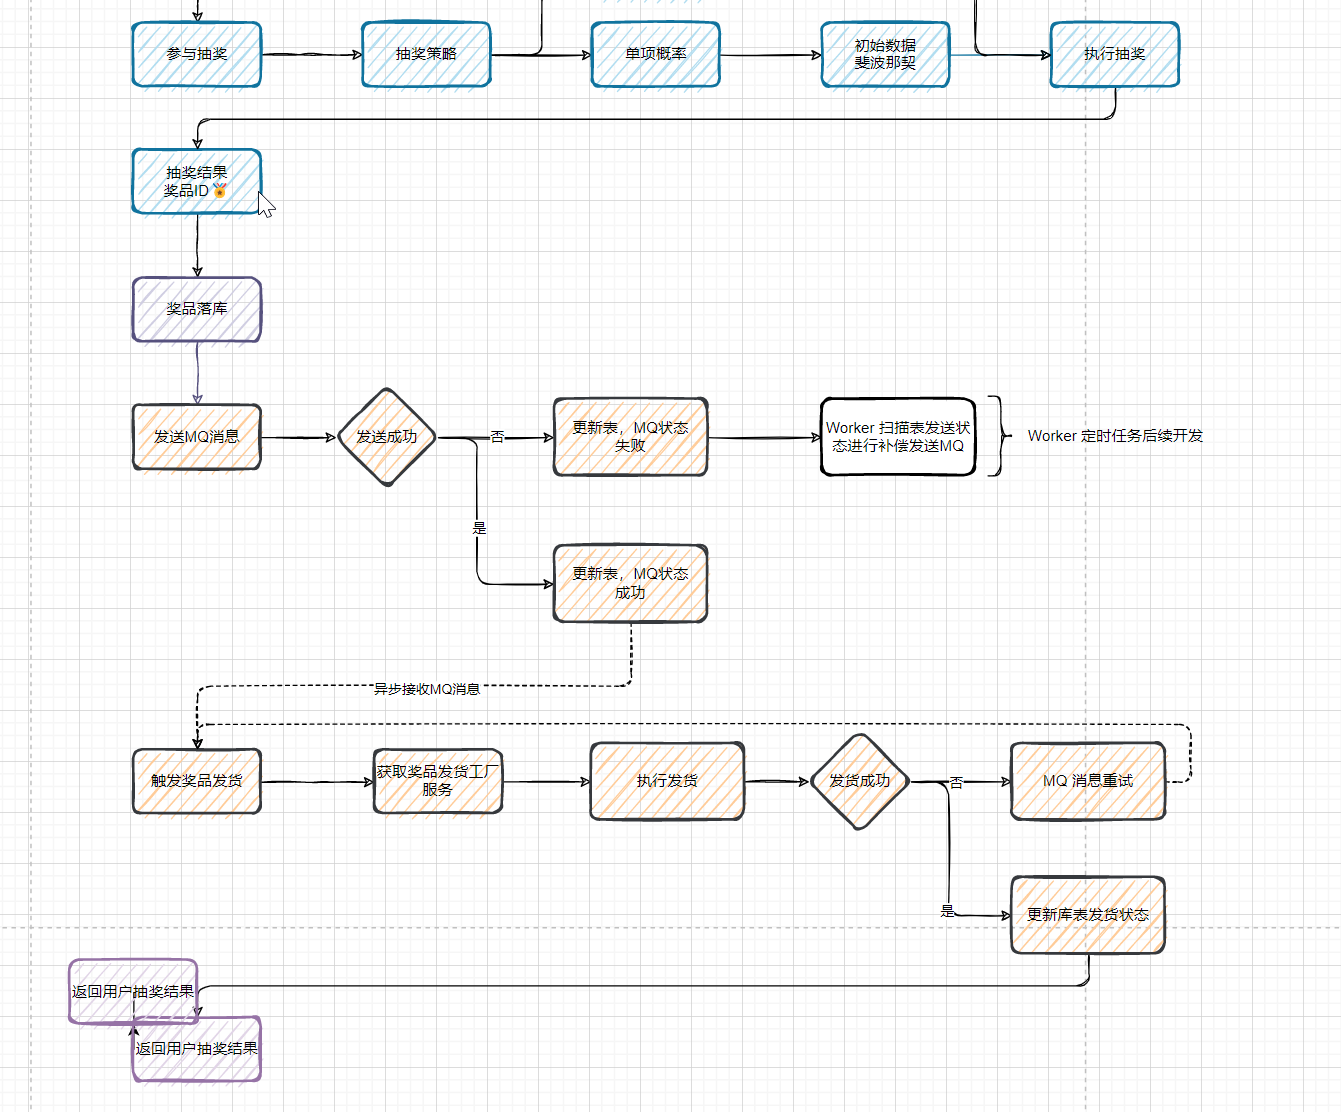 参与抽奖
抽奖策略
单项概率
初始数据
斐波那契
执行抽奖
抽奖结果
奖品ID🏅
奖品落库
发送MQ消息
发送成功
否
更新表，MQ状态
失败
Worker 扫描表发送状
态进行补偿发送MQ
Worker 定时任务后续开发
是
更新表，MQ状态
成功
异步接收MQ消息
触发奖品发货
获取奖品发货工厂
服务
执行发货
发货成功
否
MQ 消息重试
是
更新库表发货状态
返回用户抽奖结果
返回用户抽奖结果